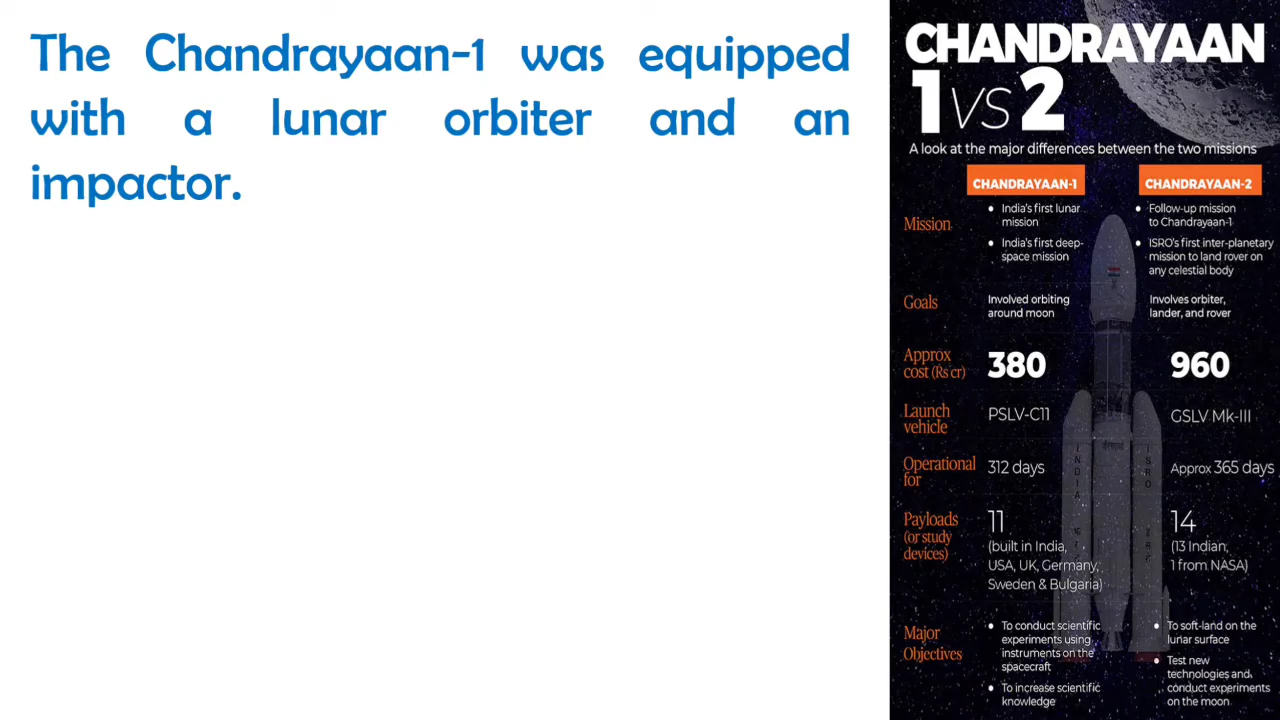 The Chandrayaan-1 was equipped
with a lunar orbiter and an
impactor.
CHANDRAYAAN
1 VS 2
A look at the major differences between the two missions
CHANDRAYAAN-1
CHANDRAYAAN-2
Mission
• India's first lunar
mission
• India's first deep-
space mission
• Follow-up mission
to Chandrayaan-1
• ISRO's first inter-planetary
mission to land rover on
any celestial body
Goals
Involved orbiting
around moon
Involves orbiter,
lander, and rover
Approx
cost (Rs cr)
380
960
Launch
vehicle
PSLV-C11
GSLV Mk-III
Operational
for
312 days
Approx 365 days
Payloads
(or study
devices)
11
(built in India,
USA, UK, Germany,
Sweden & Bulgaria)
14
(13 Indian,
1 from NASA)
Major
Objectives
• To conduct scientific
experiments using
instruments on the
spacecraft
• To increase scientific
knowledge
• To soft-land on the
lunar surface
• Test new
technologies and
conduct experiments
on the moon
INDIA
ISRO